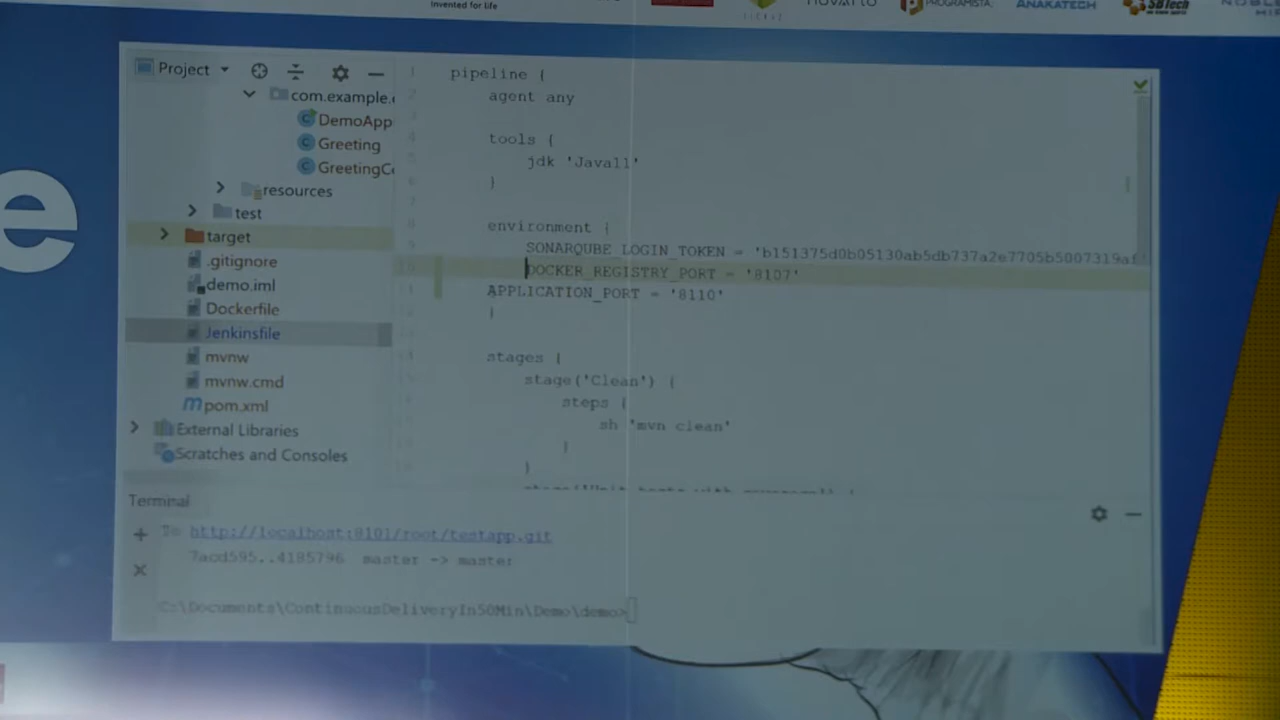 invented for life
PROGRAMISTA
ANAKATECH
SBTech
e
Project
com.example.
DemoApp
Greeting
GreetingCo
resources
test
target
.gitignore
demo.iml
Dockerfile
Jenkinsfile
mvnw
mvnw.cmd
pom.xml
External Libraries
Scratches and Consoles
pipeline {
agent any
tools {
jdk 'Java11'
}
environment {
SONARQUBE_LOGIN_TOKEN = 'b151375d0b05130ab5db737a2e7705b5007319af
DOCKER_REGISTRY_PORT = '8107'
APPLICATION_PORT = '8110'
}
stages {
stage('Clean') {
steps {
sh 'mvn clean'
}
}
Terminal
To http://localhost:8101/root/testapp.git
7acd595..4185796 master -> master
C:\Documents\ContinuousDeliveryIn50Min\Demo\demo>